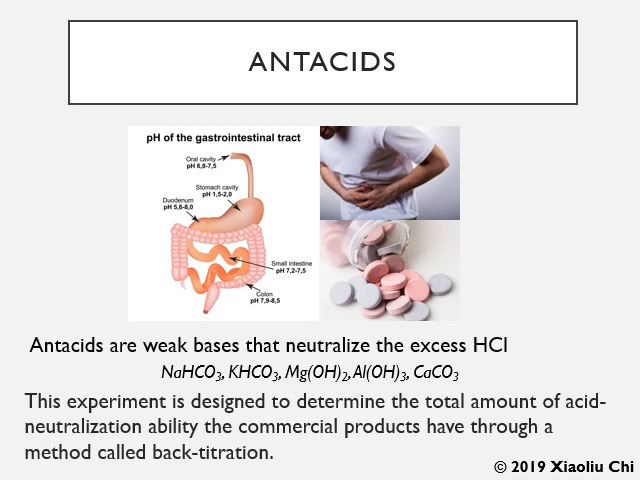 ANTACIDS
pH of the gastrointestinal tract
Oral cavity
pH 6,8-7,5
Stomach cavity
pH 1,5-2,0
Duodenum
pH 5,6-8,0
Small intestine
pH 7,2-7,5
Colon
pH 7,9-8,5
Antacids are weak bases that neutralize the excess HCl
NaHCO₃, KHCO₃, Mg(OH)₂, Al(OH)₃, CaCO₃
This experiment is designed to determine the total amount of acid-
neutralization ability the commercial products have through a
method called back-titration.
© 2019 Xiaoliu Chi